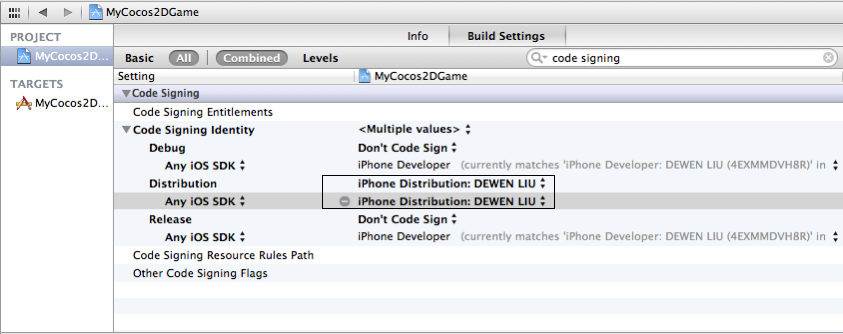 MyCocos2DGame
PROJECT
MyCocos2D...
TARGETS
MyCocos2D...
Info Build Settings
Basic All Combined Levels code signing
Setting MyCocos2DGame
Code Signing
Code Signing Entitlements
Code Signing Identity <Multiple values>
Debug Don't Code Sign
Any iOS SDK iPhone Developer (currently matches 'iPhone Developer: DEWEN LIU (4EXMMDVH8R)' in
Distribution iPhone Distribution: DEWEN LIU
Any iOS SDK iPhone Distribution: DEWEN LIU
Release Don't Code Sign
Any iOS SDK iPhone Developer (currently matches 'iPhone Developer: DEWEN LIU (4EXMMDVH8R)' in
Code Signing Resource Rules Path
Other Code Signing Flags